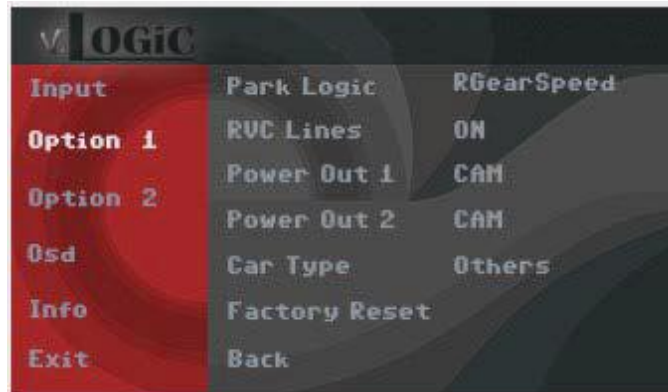 v.LOGiC
Input
Option 1
Option 2
Osd
Info
Exit
Park Logic RGearSpeed
RVC Lines ON
Power Out 1 CAM
Power Out 2 CAM
Car Type Others
Factory Reset
Back